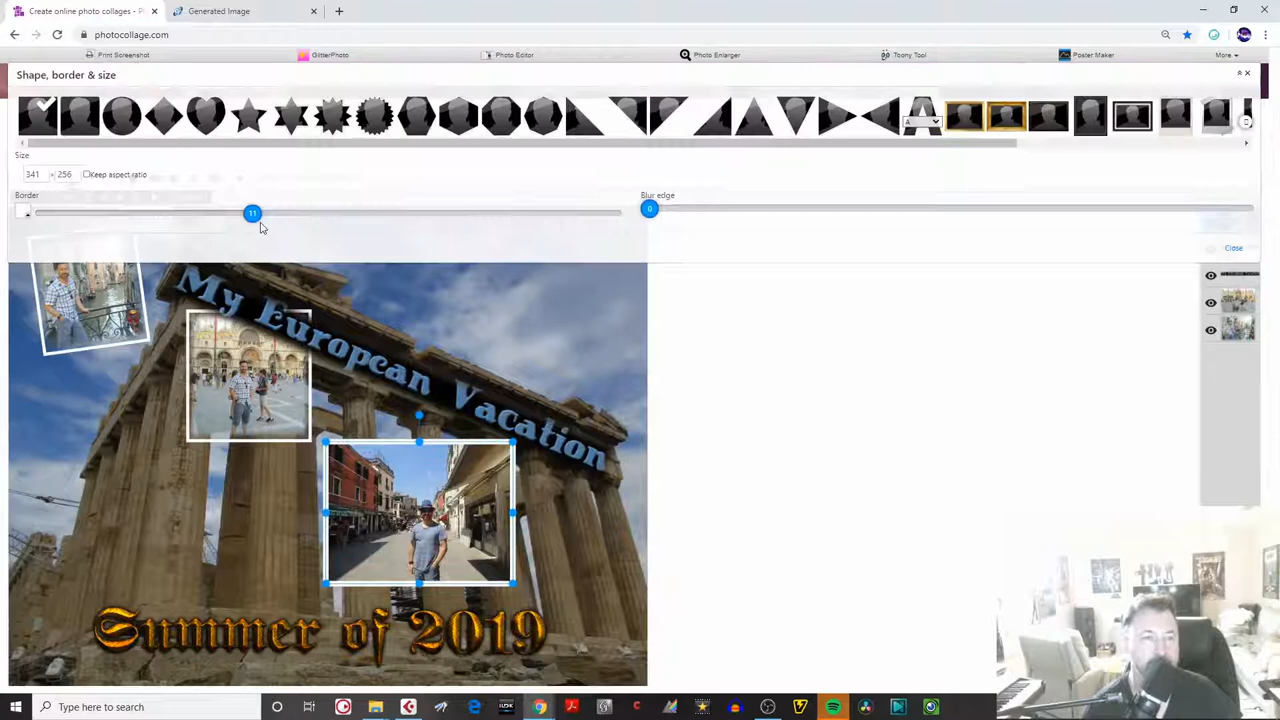 Create online photo collages - P
Generated Image
photocollage.com
Print Screenshot
GlitterPhoto
Photo Editor
Photo Enlarger
Toony Tool
Poster Maker
More
Shape, border & size
A
A
Size
341 × 256 Keep aspect ratio
Border
Blur edge
11
0
Close
My European Vacation
Summer of 2019
Type here to search